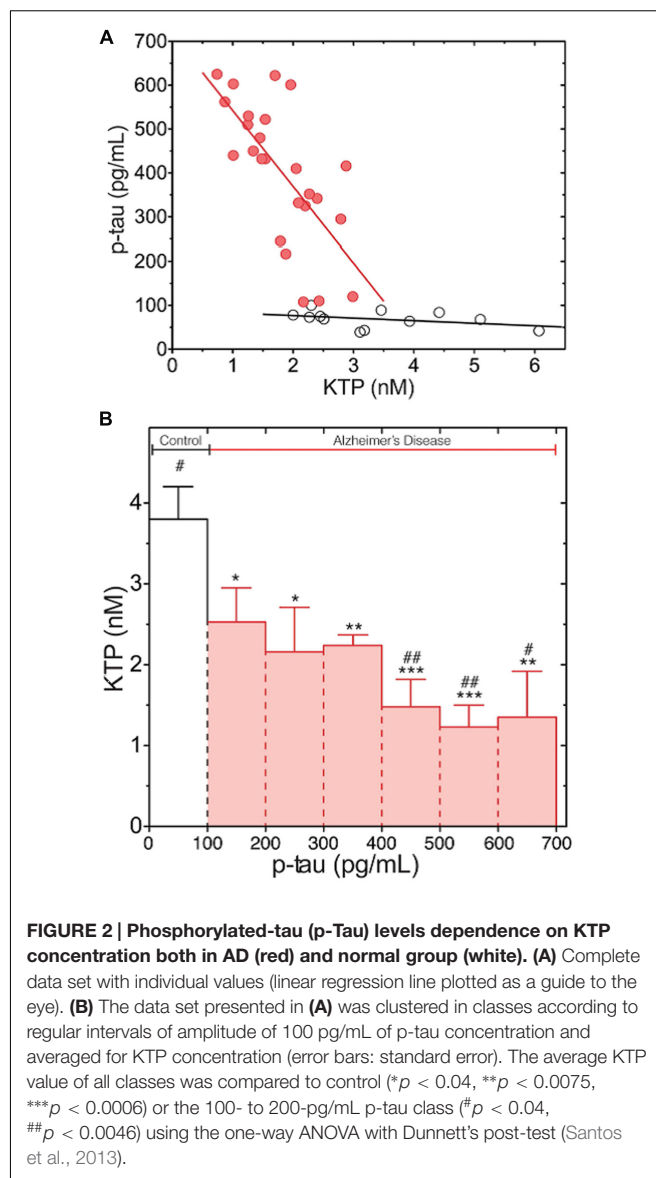 A
700
600
500
400
300
200
100
0
p-tau (pg/mL)
0 1 2 3 4 5 6
KTP (nM)
B
Control Alzheimer's Disease
#
*
*
**
##
***
##
***
#
**
4
3
2
1
0
KTP (nM)
0 100 200 300 400 500 600 700
p-tau (pg/mL)
FIGURE 2 | Phosphorylated-tau (p-Tau) levels dependence on KTP
concentration both in AD (red) and normal group (white). (A) Complete
data set with individual values (linear regression line plotted as a guide to the
eye). (B) The data set presented in (A) was clustered in classes according to
regular intervals of amplitude of 100 pg/mL of p-tau concentration and
averaged for KTP concentration (error bars: standard error). The average KTP
value of all classes was compared to control (*p < 0.04, **p < 0.0075,
***p < 0.0006) or the 100- to 200-pg/mL p-tau class (#p < 0.04,
##p < 0.0046) using the one-way ANOVA with Dunnett's post-test (Santos
et al., 2013).